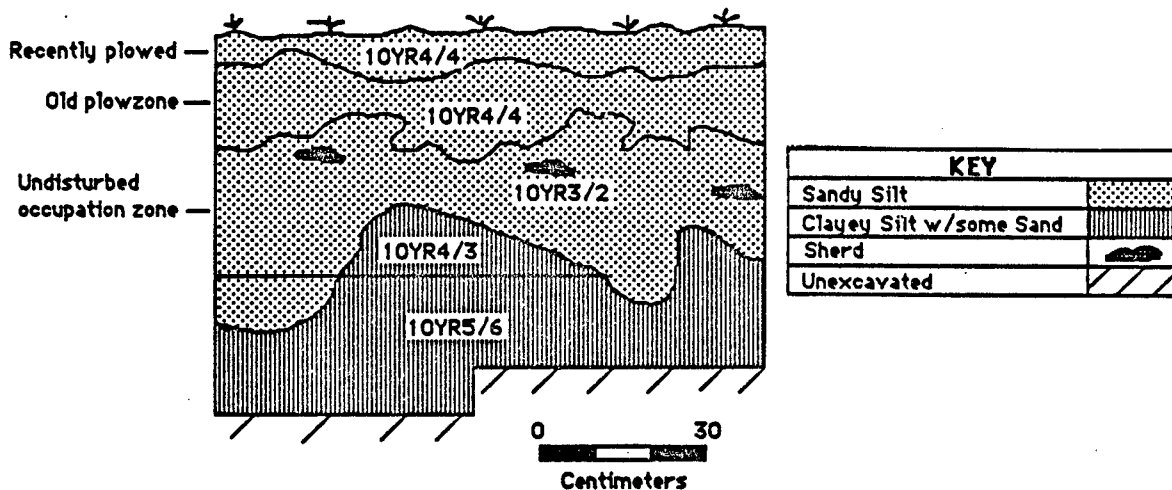 Recently plowed
10YR4/4
Old plowzone
10YR4/4
Undisturbed
occupation zone
10YR3/2
10YR4/3
10YR5/6
KEY
Sandy Silt
Clayey Silt w/some Sand
Sherd
Unexcavated
0 30
Centimeters